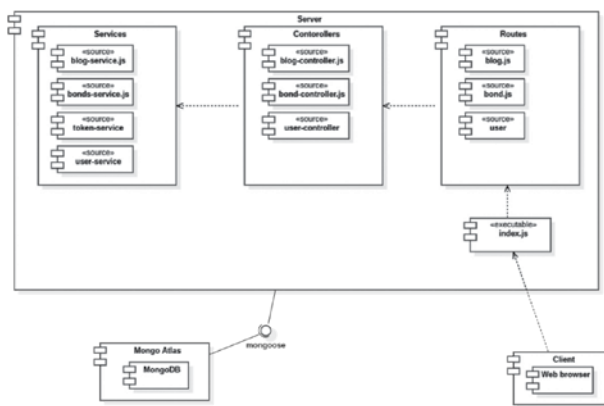 Server
Services
«source»
blog-service.js
«source»
bonds-service.js
«source»
token-service
«source»
user-service
Contorollers
«source»
blog-controller.js
«source»
bond-controller.js
«source»
user-controller
Routes
«source»
blog.js
«source»
bond.js
«source»
user
«executable»
index.js
mongoose
Mongo Atlas
MongoDB
Client
Web browser